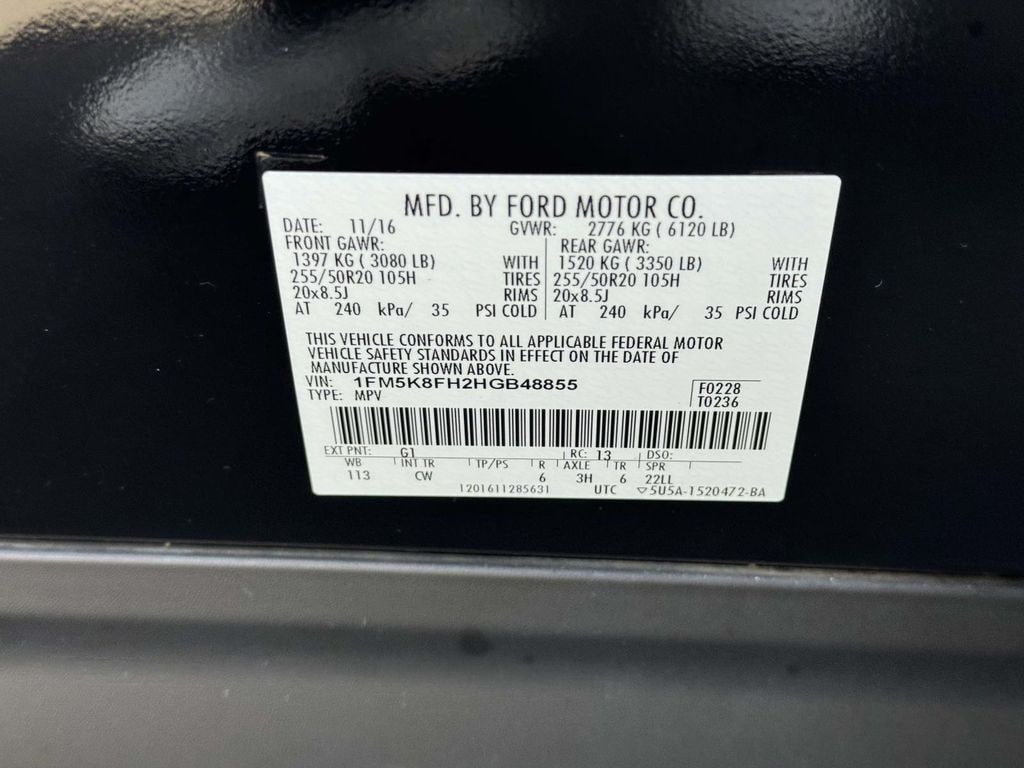 MFD. BY FORD MOTOR CO.
DATE: 11/16 GVWR: 2776 KG ( 6120 LB)
FRONT GAWR: REAR GAWR:
1397 KG ( 3080 LB) WITH 1520 KG ( 3350 LB) WITH
255/50R20 105H TIRES 255/50R20 105H TIRES
20x8.5J RIMS 20x8.5J RIMS
AT 240 kPa/ 35 PSI COLD AT 240 kPa/ 35 PSI COLD
THIS VEHICLE CONFORMS TO ALL APPLICABLE FEDERAL MOTOR
VEHICLE SAFETY STANDARDS IN EFFECT ON THE DATE OF
MANUFACTURE SHOWN ABOVE.
VIN: 1FM5K8FH2HGB48855 F0228
TYPE: MPV T0236
EXT PNT: G1 RC: 13 DSO:
WB INT TR TP/PS R AXLE TR SPR
113 CW 6 3H 6 22LL
1201611285631 UTC ▽5U5A-1520472-BA